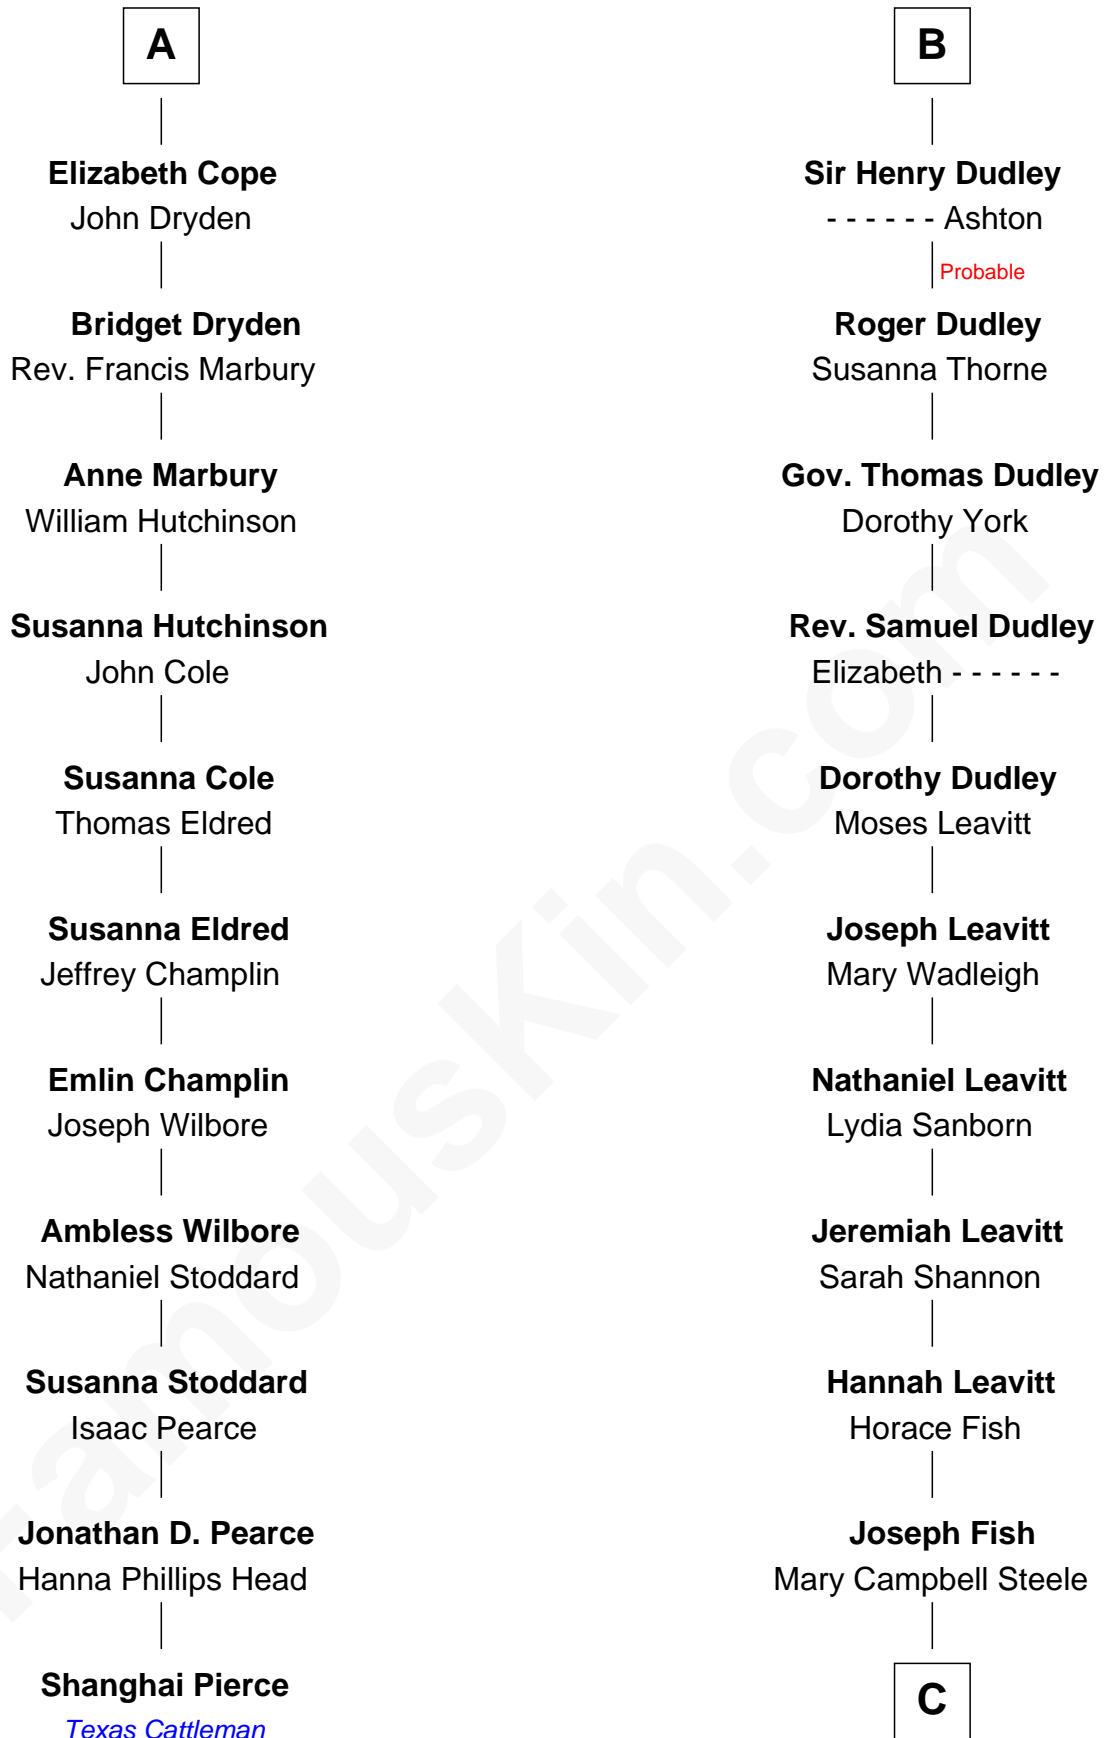 A
Elizabeth Cope
John Dryden
Bridget Dryden
Rev. Francis Marbury
Anne Marbury
William Hutchinson
Susanna Hutchinson
John Cole
Susanna Cole
Thomas Eldred
Susanna Eldred
Jeffrey Champlin
Emlin Champlin
Joseph Wilbore
Ambless Wilbore
Nathaniel Stoddard
Susanna Stoddard
Isaac Pearce
Jonathan D. Pearce
Hanna Phillips Head
Shanghai Pierce
Texas Cattleman
B
Sir Henry Dudley
- - - - - - Ashton
Probable
Roger Dudley
Susanna Thorne
Gov. Thomas Dudley
Dorothy York
Rev. Samuel Dudley
Elizabeth - - - - - -
Dorothy Dudley
Moses Leavitt
Joseph Leavitt
Mary Wadleigh
Nathaniel Leavitt
Lydia Sanborn
Jeremiah Leavitt
Sarah Shannon
Hannah Leavitt
Horace Fish
Joseph Fish
Mary Campbell Steele
C
FamousKin.com